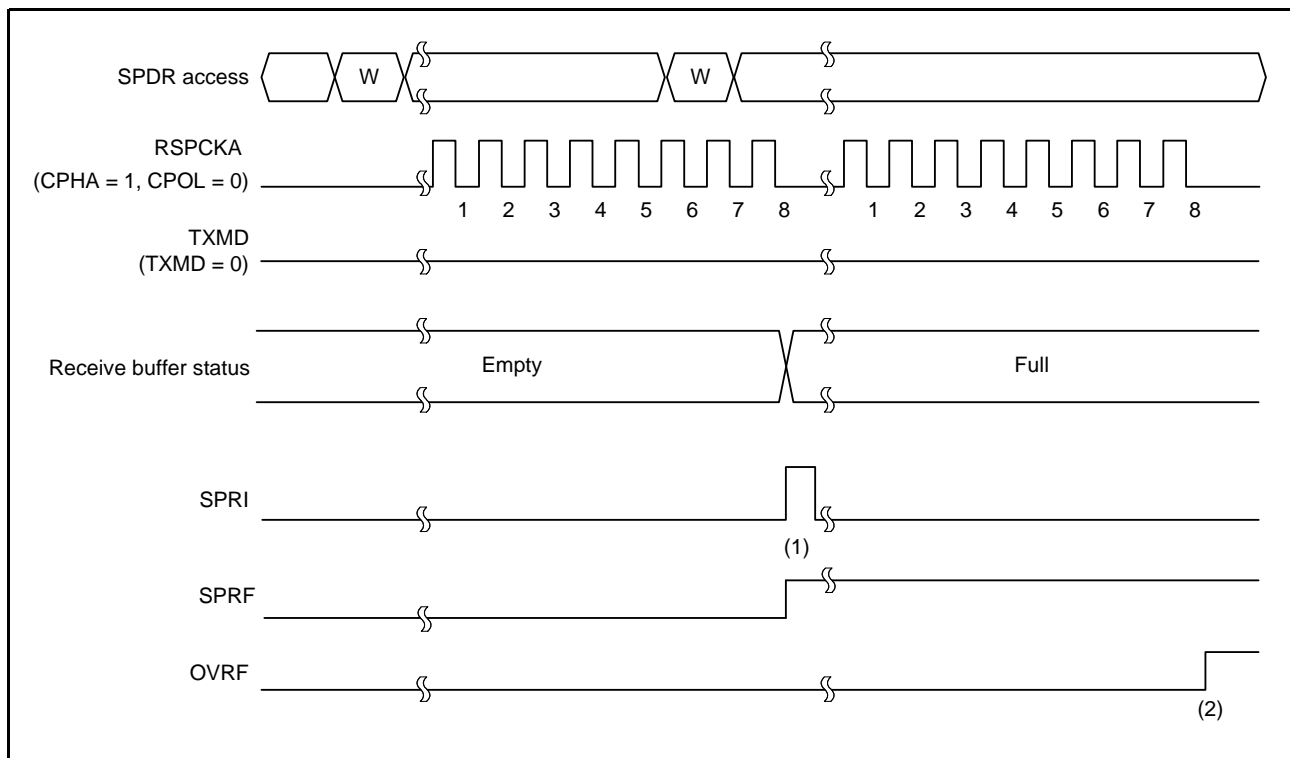 SPDR access
W
W
RSPCKA
(CPHA = 1, CPOL = 0)
1 2 3 4 5 6 7 8
1 2 3 4 5 6 7 8
TXMD
(TXMD = 0)
Receive buffer status
Empty
Full
SPRI
(1)
SPRF
OVRF
(2)